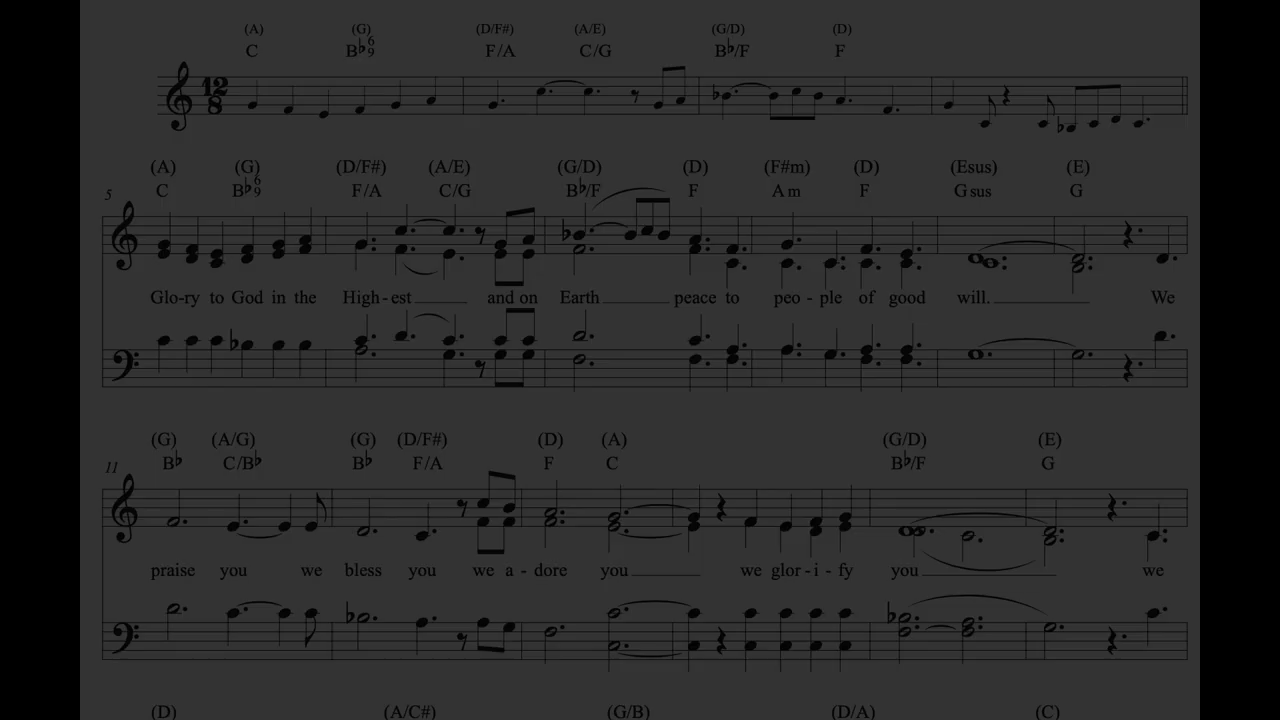 (A) (G) (D/F#) (A/E) (G/D) (D)
C B♭6/9 F/A C/G B♭/F F
12/8
(A) (G) (D/F#) (A/E) (G/D) (D) (F#m) (D) (Esus) (E)
5 C B♭6/9 F/A C/G B♭/F F Am F Gsus G
Glo-ry to God in the High-est and on Earth peace to peo-ple of good will. We
(G) (A/G) (G) (D/F#) (D) (A) (G/D) (E)
11 B♭ C/B♭ B♭ F/A F C B♭/F G
praise you we bless you we a-dore you we glor-i-fy you we
(D) (A/C#) (G/B) (D/A) (C)